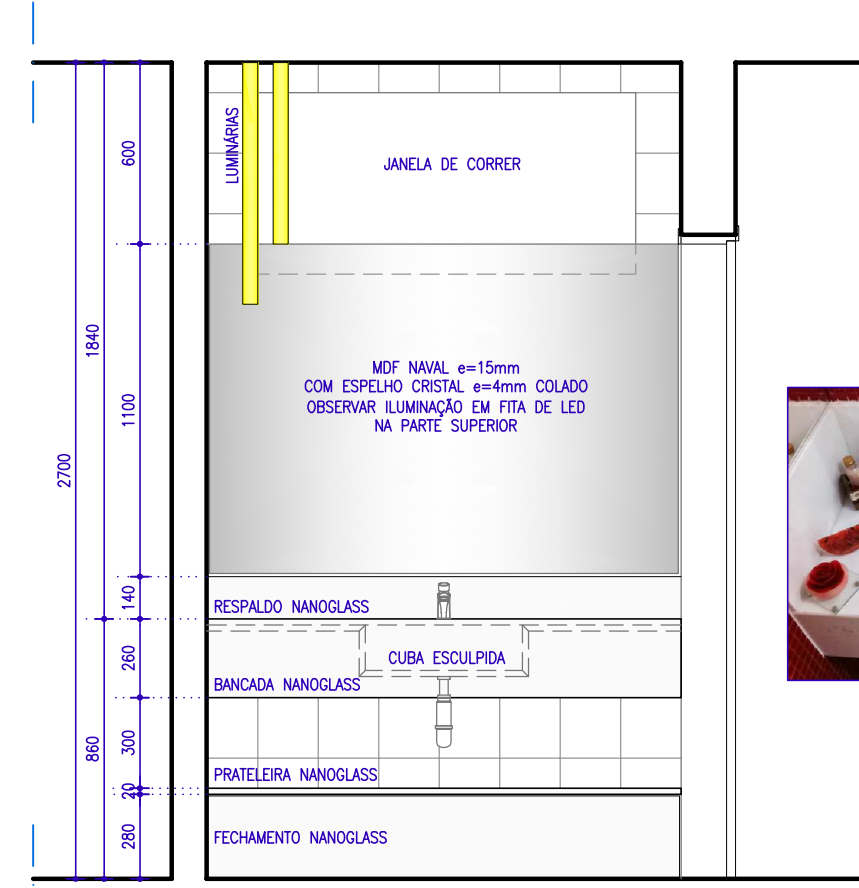 LUMINÁRIAS
600
JANELA DE CORRER
1840
MDF NAVAL e=15mm
COM ESPELHO CRISTAL e=4mm COLADO
OBSERVAR ILUMINAÇÃO EM FITA DE LED
NA PARTE SUPERIOR
1100
2700
140
RESPALDO NANOGLASS
260
CUBA ESCULPIDA
BANCADA NANOGLASS
860
300
PRATELEIRA NANOGLASS
20
280
FECHAMENTO NANOGLASS